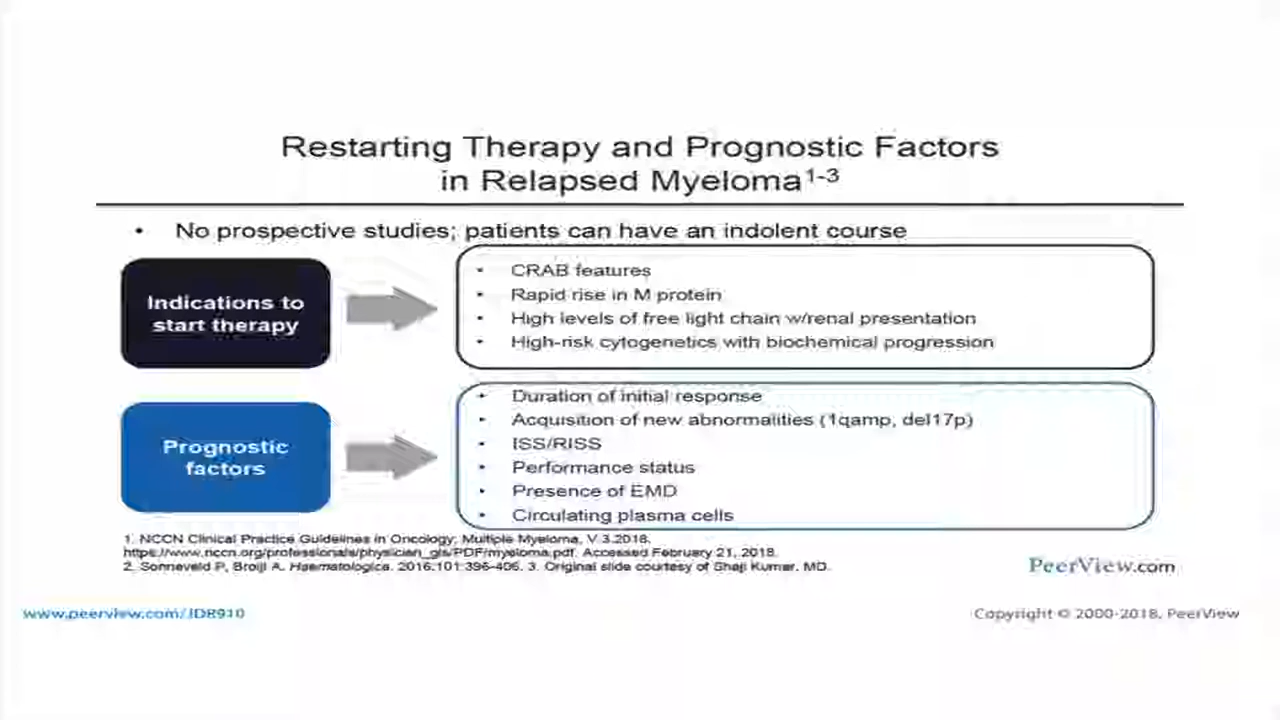 Restarting Therapy and Prognostic Factors
in Relapsed Myeloma1-3
• No prospective studies; patients can have an indolent course
Indications to
start therapy
• CRAB features
• Rapid rise in M protein
• High levels of free light chain w/renal presentation
• High-risk cytogenetics with biochemical progression
Prognostic
factors
• Duration of initial response
• Acquisition of new abnormalities (1qamp, del17p)
• ISS/RISS
• Performance status
• Presence of EMD
• Circulating plasma cells
1. NCCN Clinical Practice Guidelines in Oncology; Multiple Myeloma, V.3.2018.
https://www.nccn.org/professionals/physician_gls/PDF/myeloma.pdf. Accessed February 21, 2018.
2. Sonneveld P, Broijl A. Haematologica. 2016;101:396-406. 3. Original slide courtesy of Shaji Kumar, MD.
PeerView.com
www.peerview.com/JDR910
Copyright © 2000-2018, PeerView